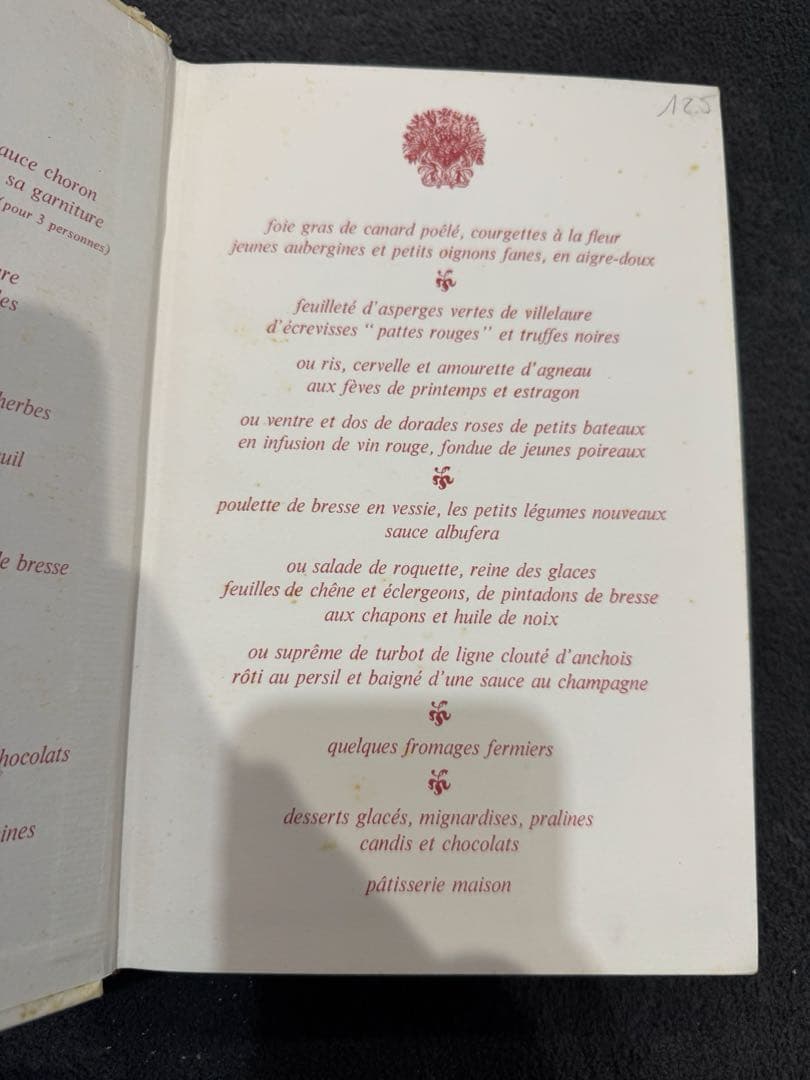 auce choron
sa garniture
(pour 3 personnes)
re
es
herbes
uil
e bresse
hocolats
ines
125
foie gras de canard poêlé, courgettes à la fleur
jeunes aubergines et petits oignons fanes, en aigre-doux
feuilleté d'asperges vertes de villelaure
d'écrevisses "pattes rouges" et truffes noires
ou ris, cervelle et amourette d'agneau
aux fèves de printemps et estragon
ou ventre et dos de dorades roses de petits bateaux
en infusion de vin rouge, fondue de jeunes poireaux
poulette de bresse en vessie, les petits légumes nouveaux
sauce albufera
ou salade de roquette, reine des glaces
feuilles de chêne et éclergeons, de pintadons de bresse
aux chapons et huile de noix
ou suprême de turbot de ligne clouté d'anchois
rôti au persil et baigné d'une sauce au champagne
quelques fromages fermiers
desserts glacés, mignardises, pralines
candis et chocolats
pâtisserie maison